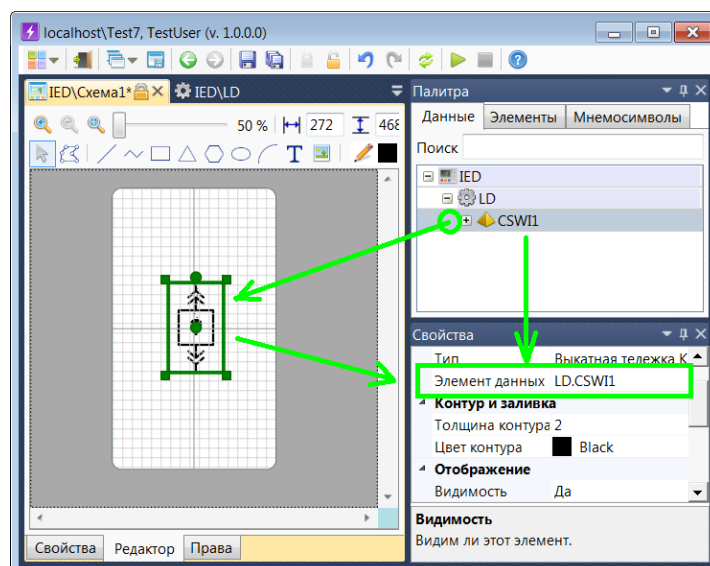 localhost\Test7, TestUser (v. 1.0.0.0)
IED\Схема1*
IED\LD
50 %
272
468
T
Свойства
Редактор
Права
Палитра
Данные
Элементы
Мнемосимволы
Поиск
IED
LD
CSWI1
Свойства
Тип Выкатная тележка К
Элемент данных LD.CSWI1
Контур и заливка
Толщина контура 2
Цвет контура Black
Отображение
Видимость Да
Видимость
Видим ли этот элемент.